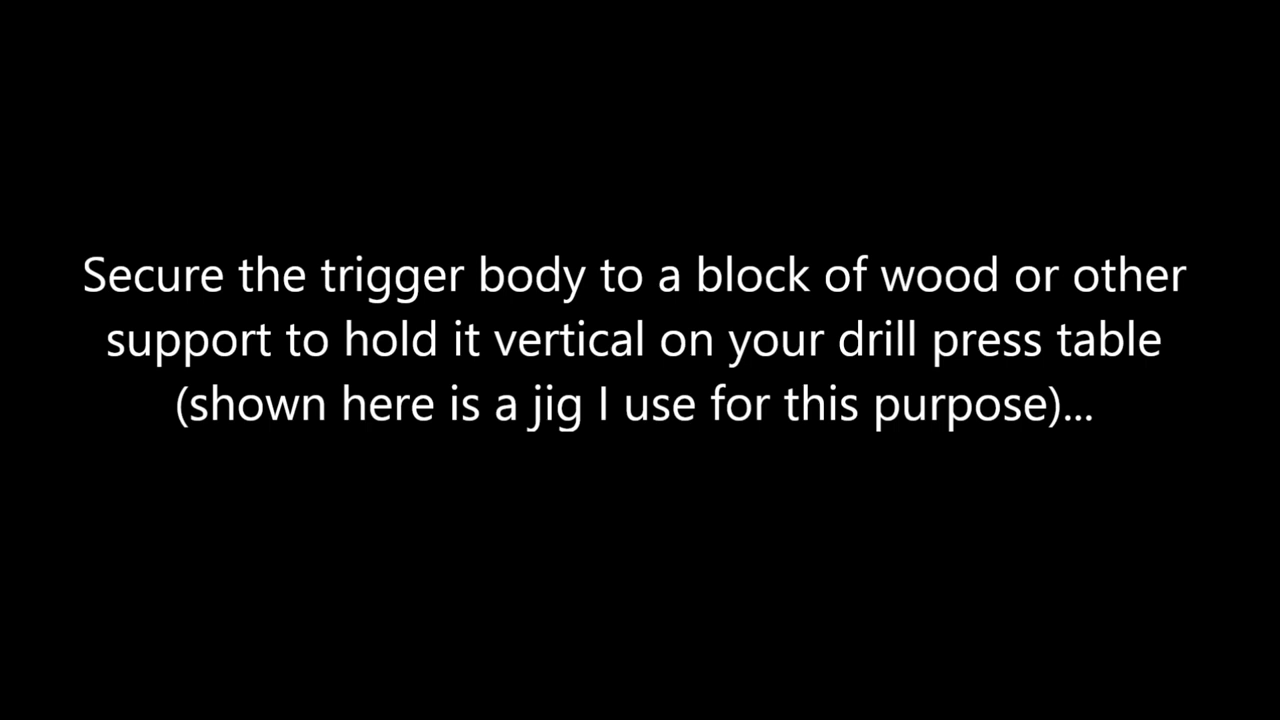 Secure the trigger body to a block of wood or other
support to hold it vertical on your drill press table
(shown here is a jig I use for this purpose)...